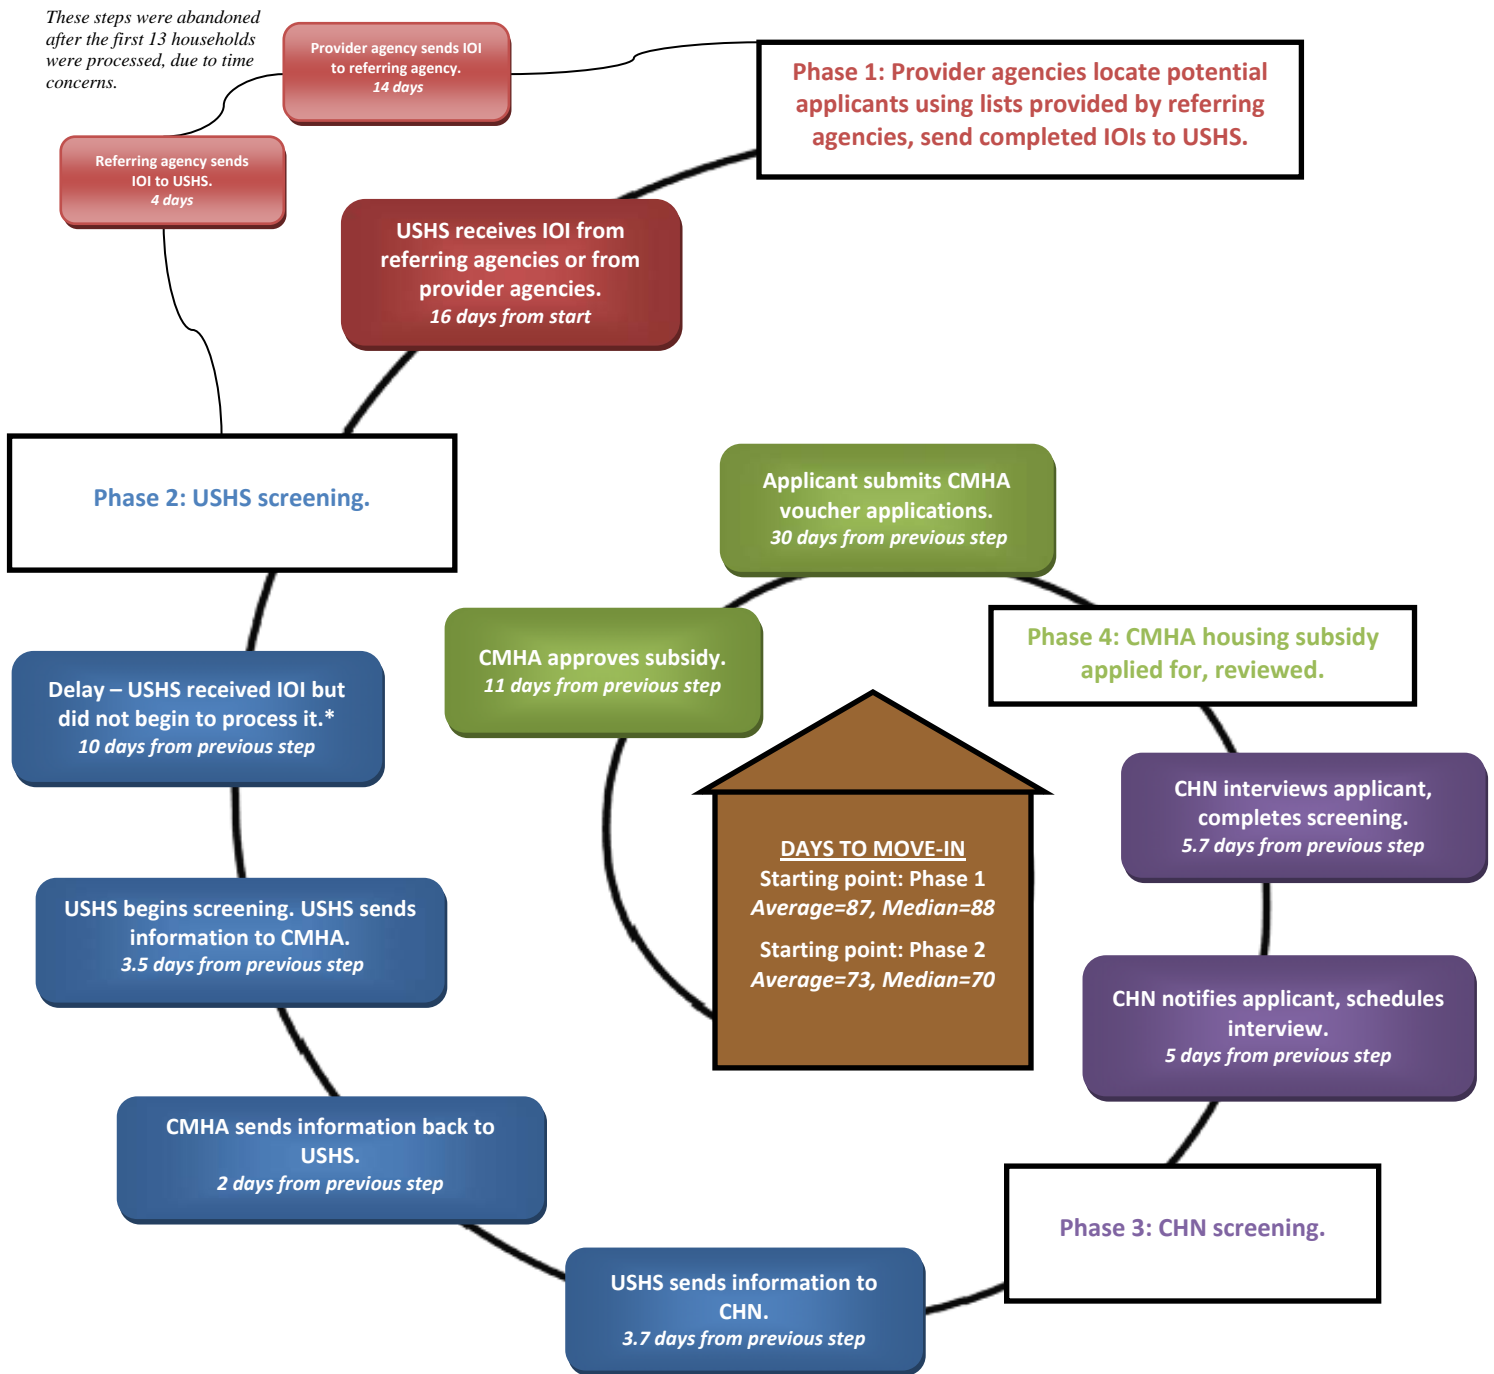 These steps were abandoned
after the first 13 households
were processed, due to time
concerns.
Provider agency sends IOI
to referring agency.
14 days
Referring agency sends
IOI to USHS.
4 days
Phase 1: Provider agencies locate potential
applicants using lists provided by referring
agencies, send completed IOIs to USHS.
USHS receives IOI from
referring agencies or from
provider agencies.
16 days from start
Phase 2: USHS screening.
Delay – USHS received IOI but
did not begin to process it.*
10 days from previous step
USHS begins screening. USHS sends
information to CMHA.
3.5 days from previous step
CMHA sends information back to
USHS.
2 days from previous step
USHS sends information to
CHN.
3.7 days from previous step
Phase 3: CHN screening.
CHN notifies applicant, schedules
interview.
5 days from previous step
CHN interviews applicant,
completes screening.
5.7 days from previous step
Phase 4: CMHA housing subsidy
applied for, reviewed.
Applicant submits CMHA
voucher applications.
30 days from previous step
CMHA approves subsidy.
11 days from previous step
DAYS TO MOVE-IN
Starting point: Phase 1
Average=87, Median=88
Starting point: Phase 2
Average=73, Median=70